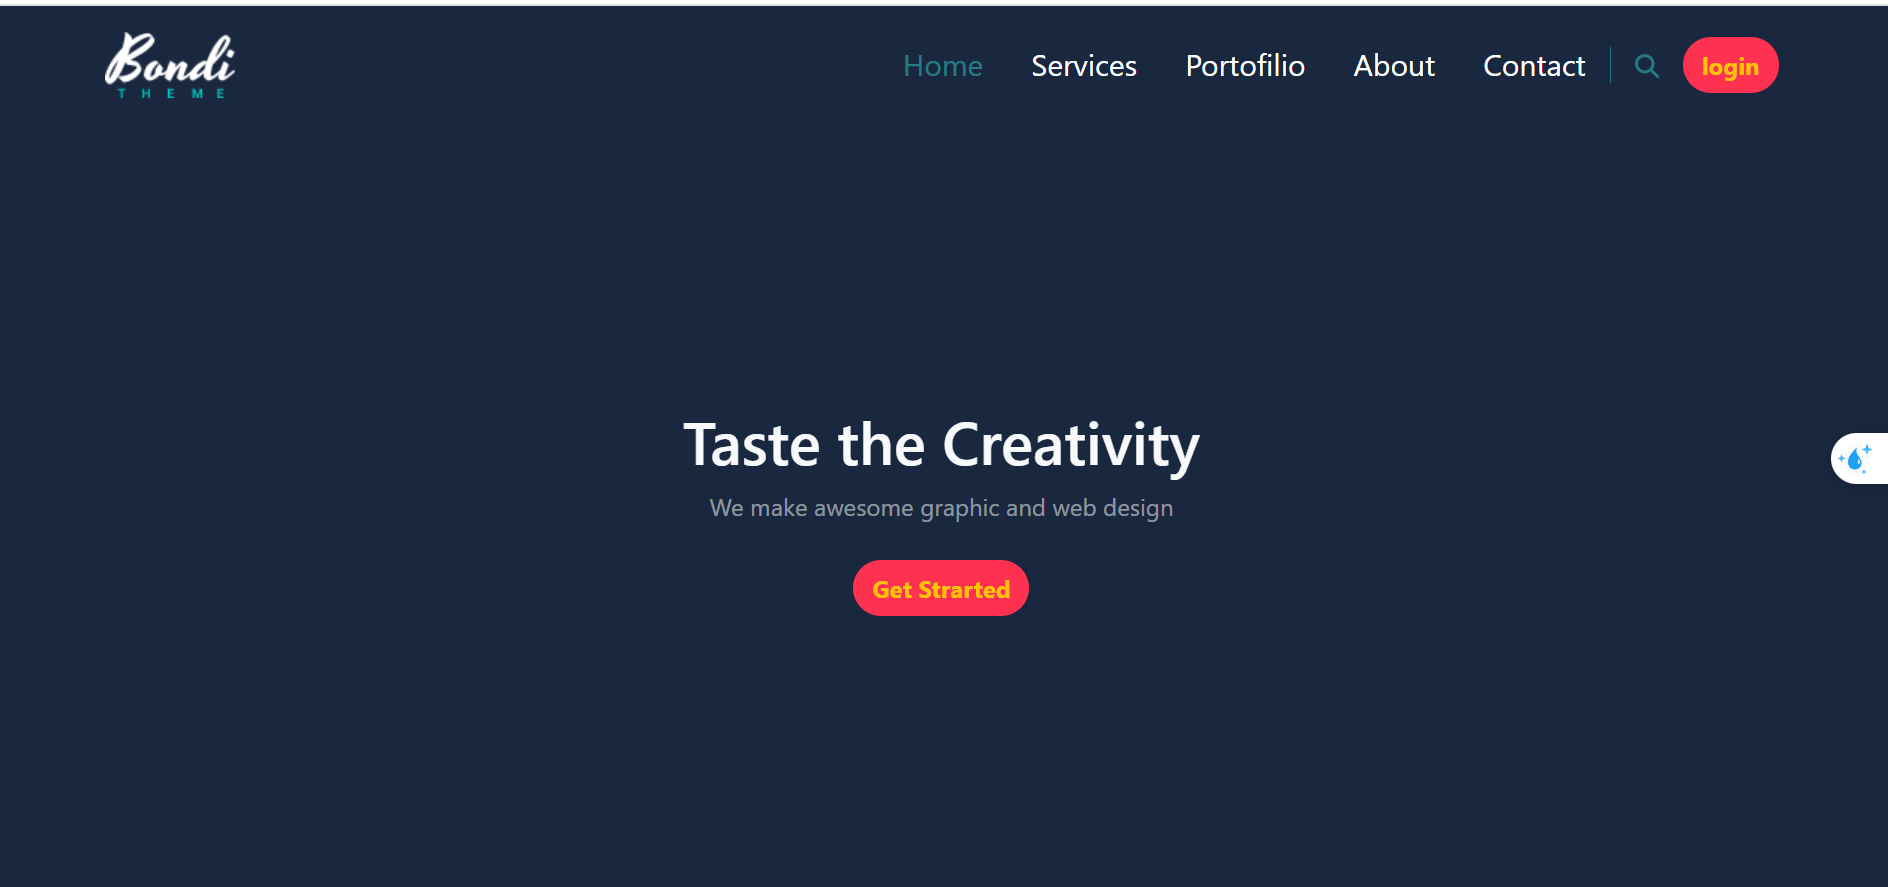 Bondi
THEME
Home Services Portofilio About Contact login
Taste the Creativity
We make awesome graphic and web design
Get Strarted